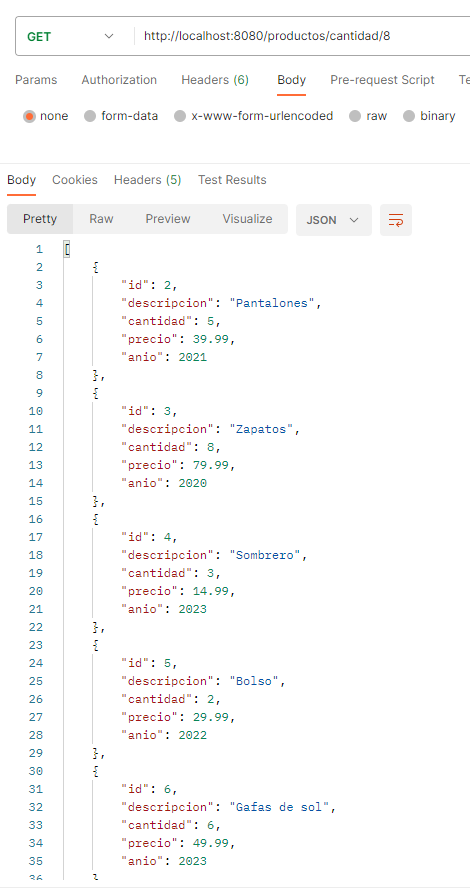 GET http://localhost:8080/productos/cantidad/8
Params Authorization Headers (6) Body Pre-request Script Te
none form-data x-www-form-urlencoded raw binary
Body Cookies Headers (5) Test Results
Pretty Raw Preview Visualize JSON
1 [
2 {
3 "id": 2,
4 "descripcion": "Pantalones",
5 "cantidad": 5,
6 "precio": 39.99,
7 "anio": 2021
8 },
9 {
10 "id": 3,
11 "descripcion": "Zapatos",
12 "cantidad": 8,
13 "precio": 79.99,
14 "anio": 2020
15 },
16 {
17 "id": 4,
18 "descripcion": "Sombrero",
19 "cantidad": 3,
20 "precio": 14.99,
21 "anio": 2023
22 },
23 {
24 "id": 5,
25 "descripcion": "Bolso",
26 "cantidad": 2,
27 "precio": 29.99,
28 "anio": 2022
29 },
30 {
31 "id": 6,
32 "descripcion": "Gafas de sol",
33 "cantidad": 6,
34 "precio": 49.99,
35 "anio": 2023
36 }